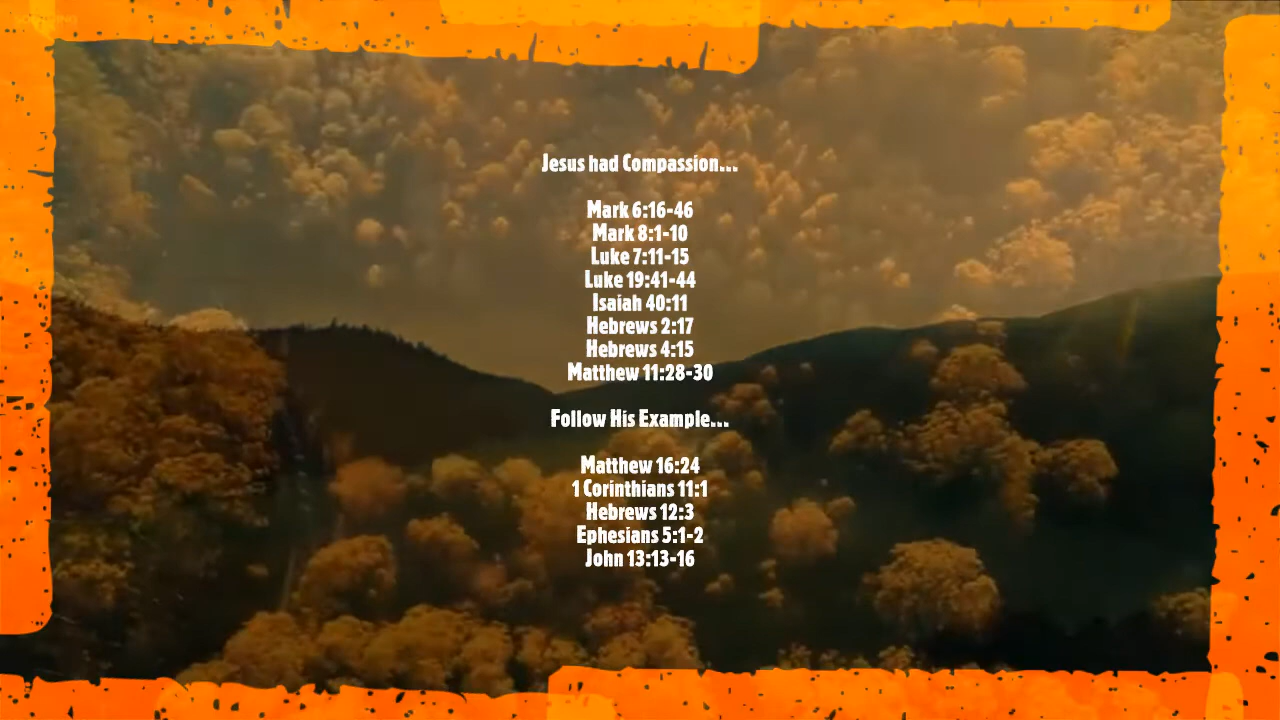 Jesus had Compassion...
Mark 6:16-46
Mark 8:1-10
Luke 7:11-15
Luke 19:41-44
Isaiah 40:11
Hebrews 2:17
Hebrews 4:15
Matthew 11:28-30
Follow His Example...
Matthew 16:24
1 Corinthians 11:1
Hebrews 12:3
Ephesians 5:1-2
John 13:13-16